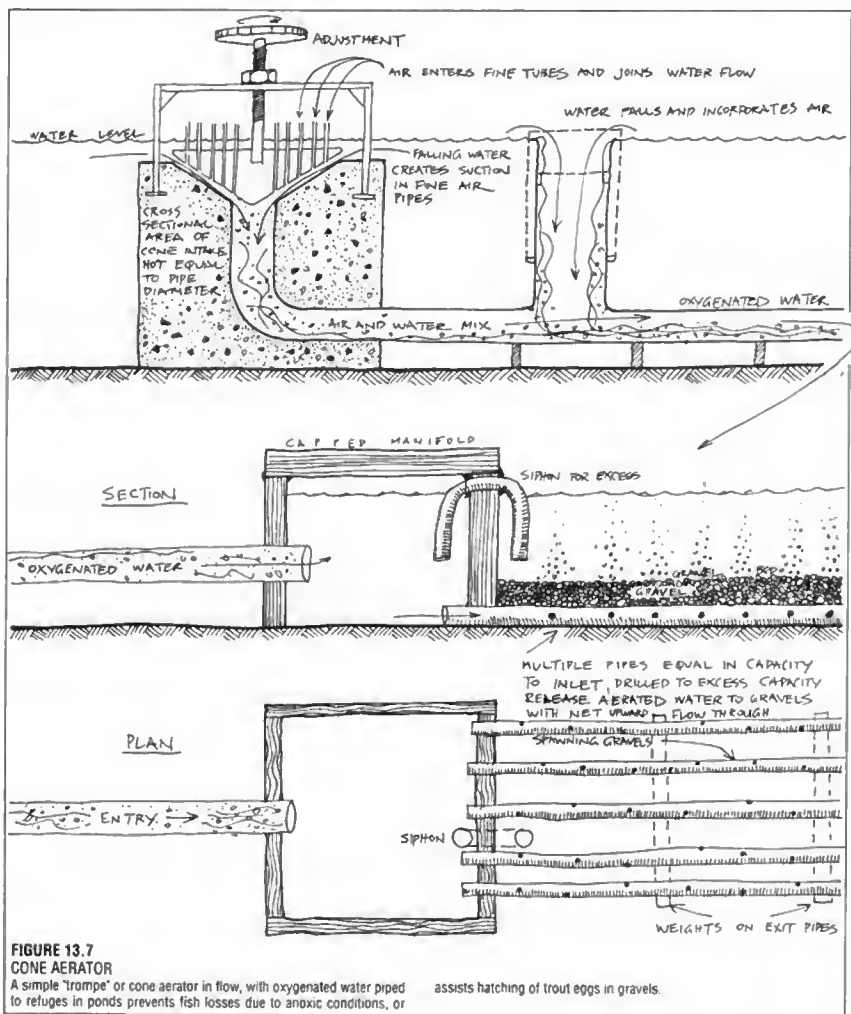 ADJUSTMENT
AIR ENTERS FINE TUBES AND JOINS WATER FLOW
WATER FALLS AND INCORPORATES AIR
WATER LEVEL
FALLING WATER
CREATES SUCTION
IN FINE AIR
PIPES
CROSS
SECTIONAL
AREA OF
CONE INTAKE
NOT EQUAL
TO PIPE
DIAMETER
OXYGENATED WATER
AIR AND WATER MIX
CAPPED MANIFOLD
SECTION
SIPHON FOR EXCESS
OXYGENATED WATER
GRAVEL BED
GRAVEL
MULTIPLE PIPES EQUAL IN CAPACITY
TO INLET, DRILLED TO EXCESS CAPACITY
RELEASE AERATED WATER TO GRAVELS
WITH NET UPWARD FLOW THROUGH
SPAWNING GRAVELS
PLAN
ENTRY
SIPHON
WEIGHTS ON EXIT PIPES
FIGURE 13.7
CONE AERATOR
A simple "trompe" or cone aerator in flow, with oxygenated water piped
to refuges in ponds prevents fish losses due to anoxic conditions, or
assists hatching of trout eggs in gravels.